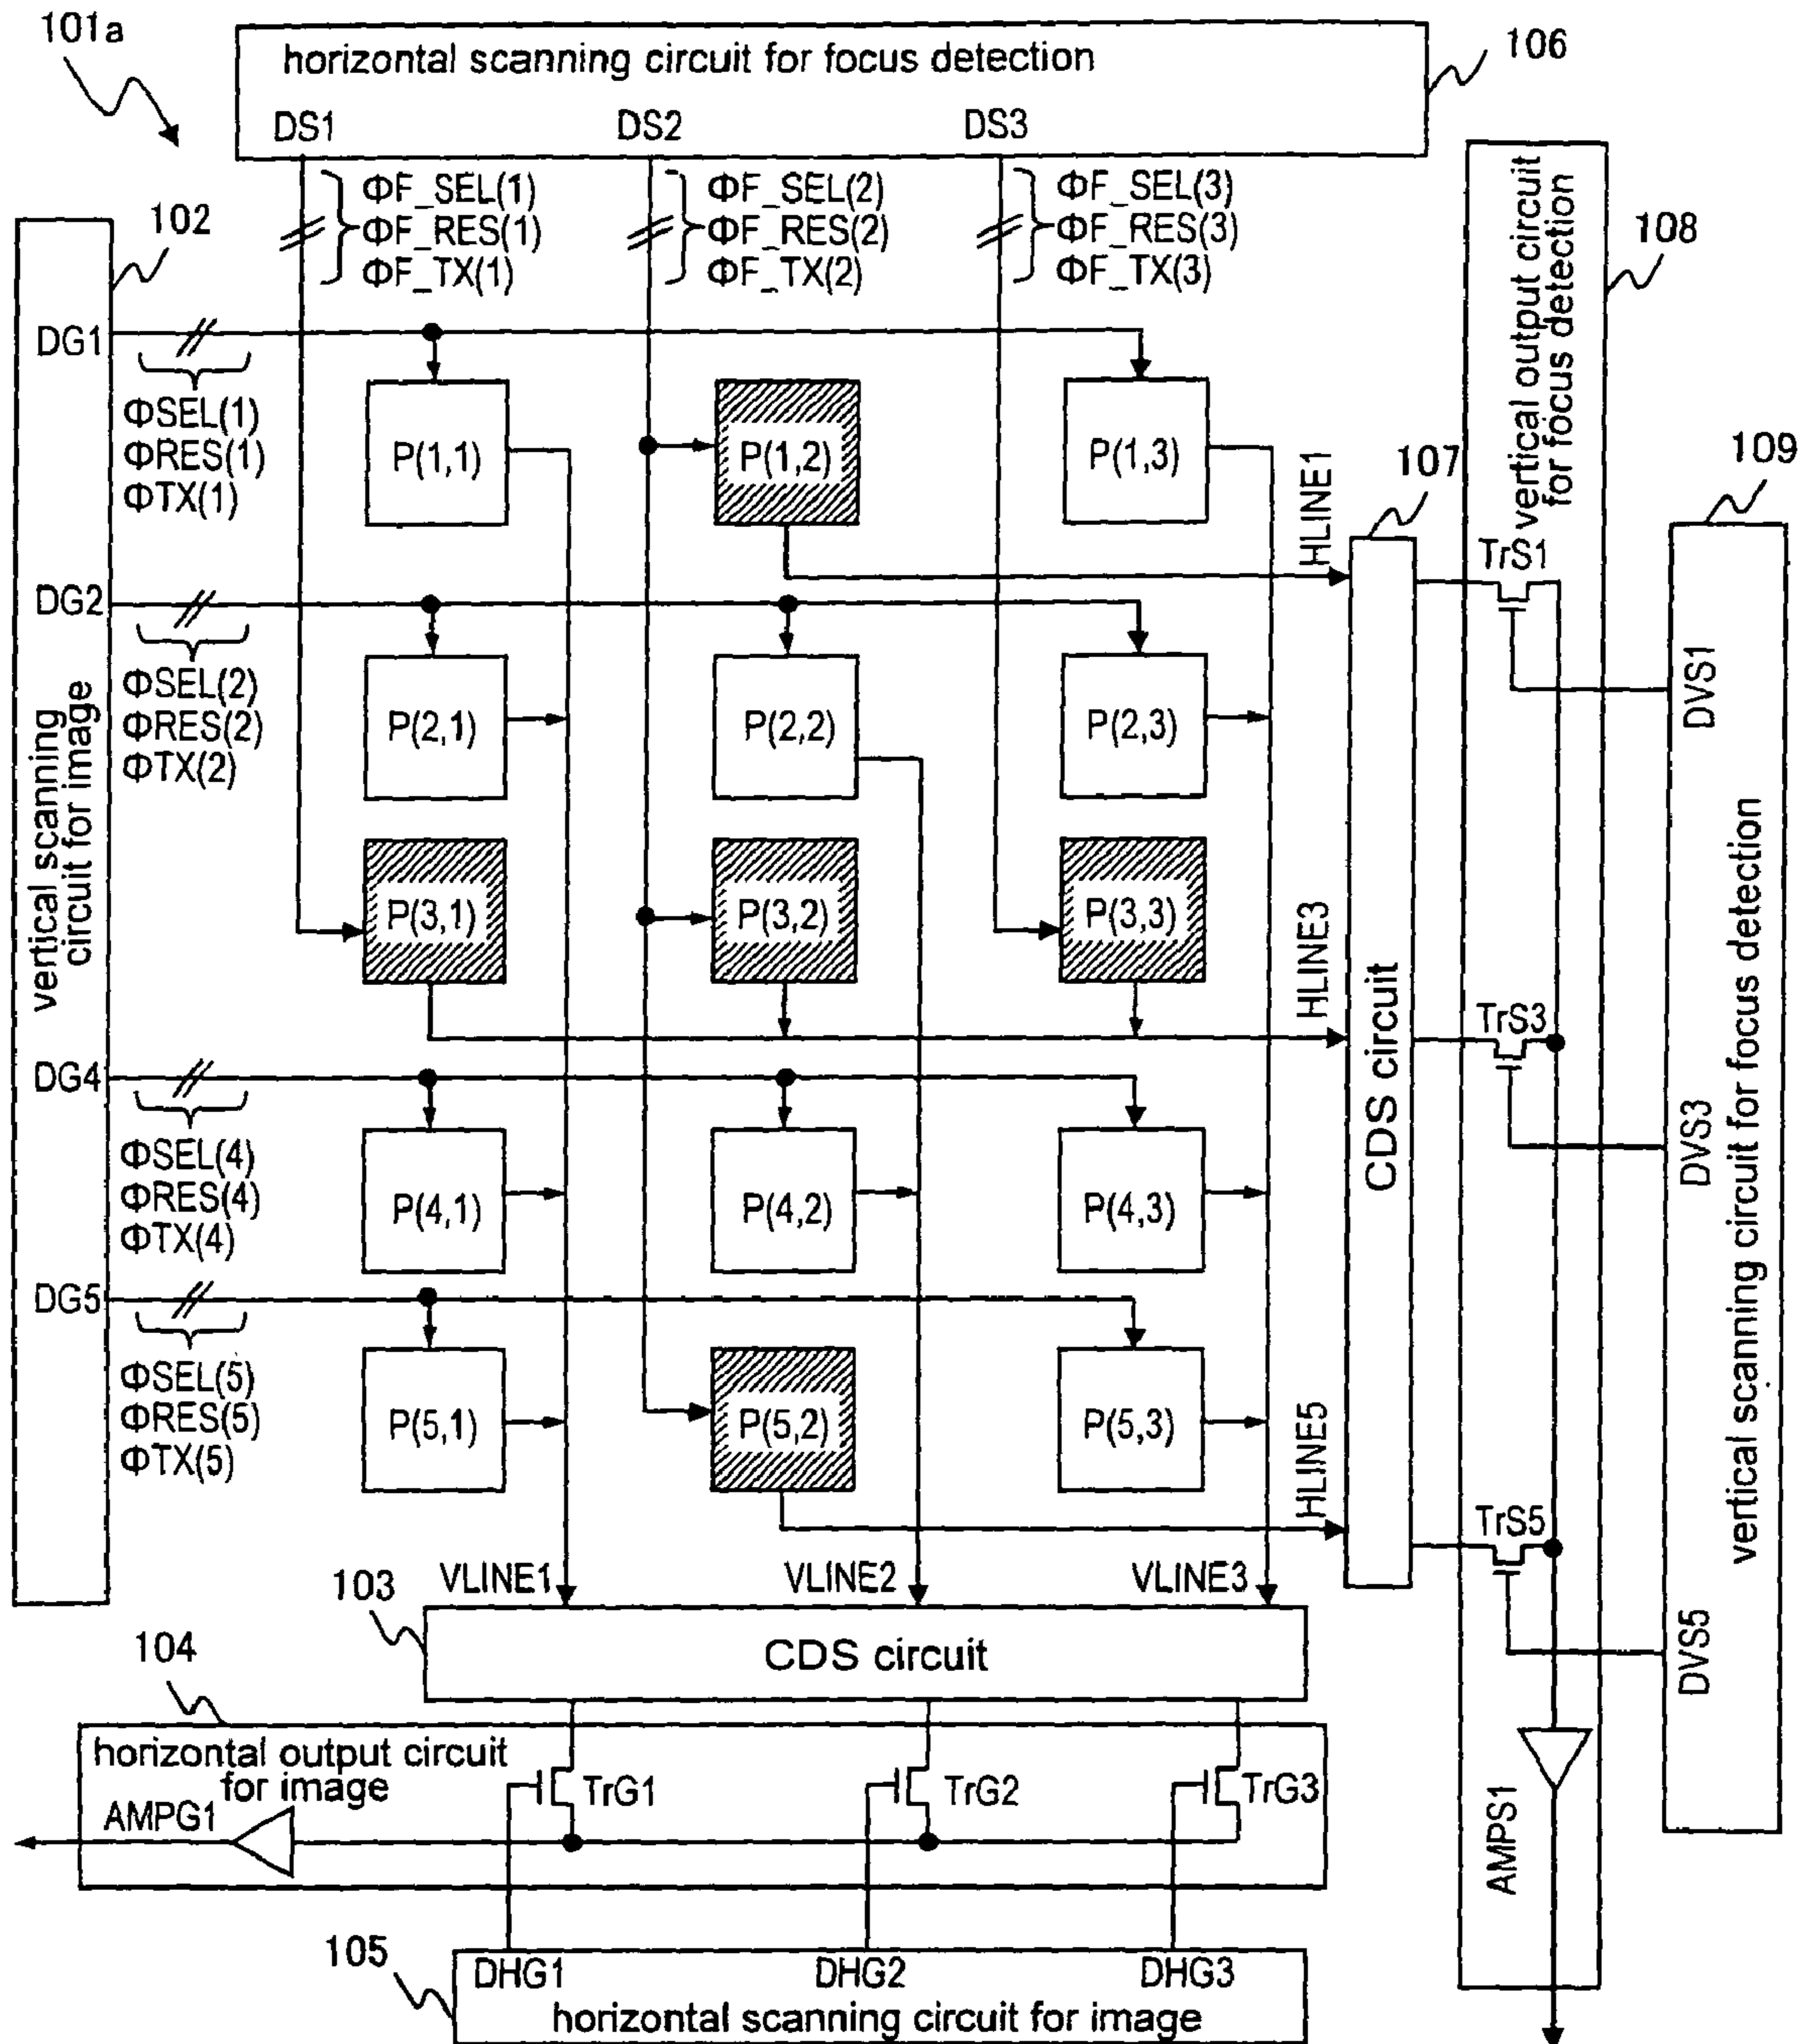 101a
horizontal scanning circuit for focus detection
106
DS1
DS2
DS3
ΦF_SEL(1)
ΦF_RES(1)
ΦF_TX(1)
ΦF_SEL(2)
ΦF_RES(2)
ΦF_TX(2)
ΦF_SEL(3)
ΦF_RES(3)
ΦF_TX(3)
vertical output circuit
for focus detection
108
102
vertical scanning
circuit for image
DG1
ΦSEL(1)
ΦRES(1)
ΦTX(1)
P(1,1)
P(1,2)
P(1,3)
HLINE1
107
109
TrS1
DG2
ΦSEL(2)
ΦRES(2)
ΦTX(2)
P(2,1)
P(2,2)
P(2,3)
DVS1
P(3,1)
P(3,2)
P(3,3)
HLINE3
CDS circuit
TrS3
DVS3
vertical scanning circuit for focus detection
DG4
ΦSEL(4)
ΦRES(4)
ΦTX(4)
P(4,1)
P(4,2)
P(4,3)
DG5
ΦSEL(5)
ΦRES(5)
ΦTX(5)
P(5,1)
P(5,2)
P(5,3)
HLINE5
TrS5
DVS5
VLINE1
VLINE2
VLINE3
103
CDS circuit
104
horizontal output circuit
for image
AMPG1
TrG1
TrG2
TrG3
AMPS1
105
DHG1
DHG2
DHG3
horizontal scanning circuit for image